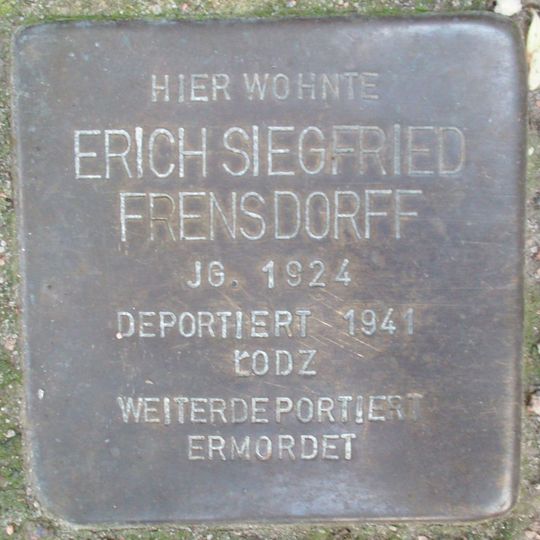 HIER WOHNTE
ERICH SIEGFRIED
FRENSDORFF
JG. 1924
DEPORTIERT 1941
ŁODZ
WEITERDEPORTIERT
ERMORDET